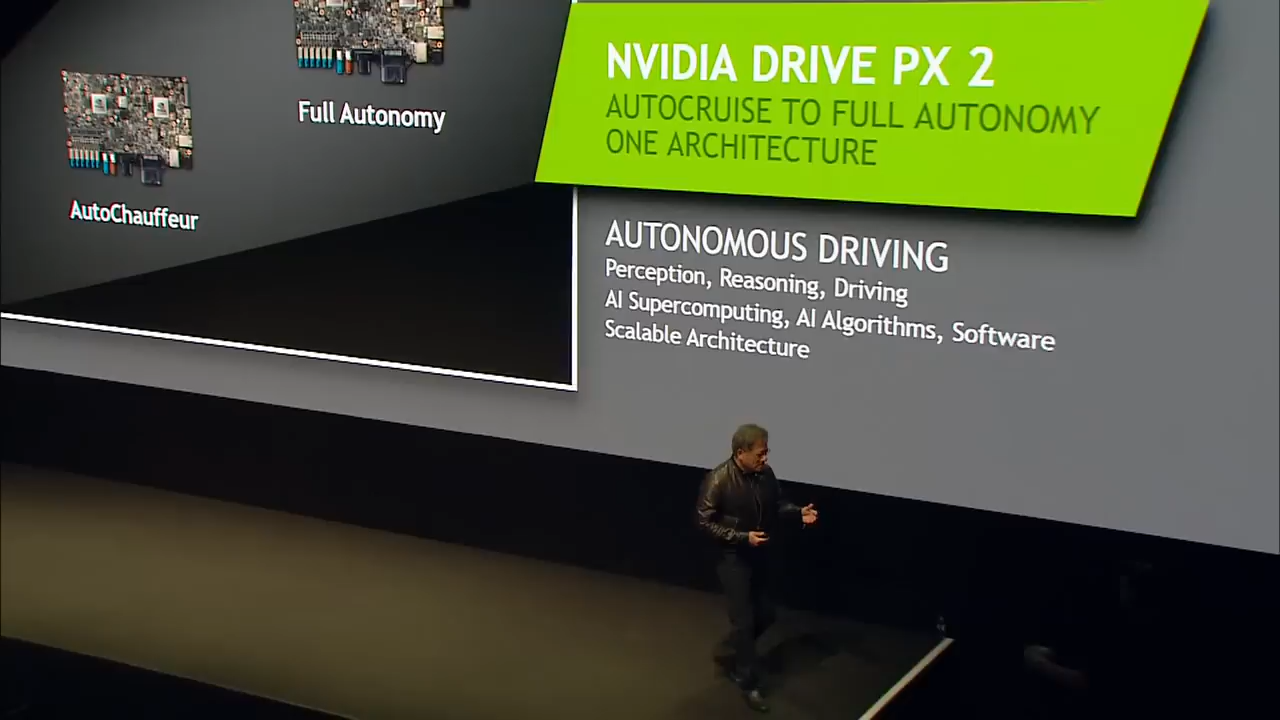 Full Autonomy
AutoChauffeur
NVIDIA DRIVE PX 2
AUTOCRUISE TO FULL AUTONOMY
ONE ARCHITECTURE
AUTONOMOUS DRIVING
Perception, Reasoning, Driving
AI Supercomputing, AI Algorithms, Software
Scalable Architecture